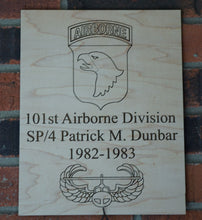 AIRBORNE
101st Airborne Division
SP/4 Patrick M. Dunbar
1982-1983